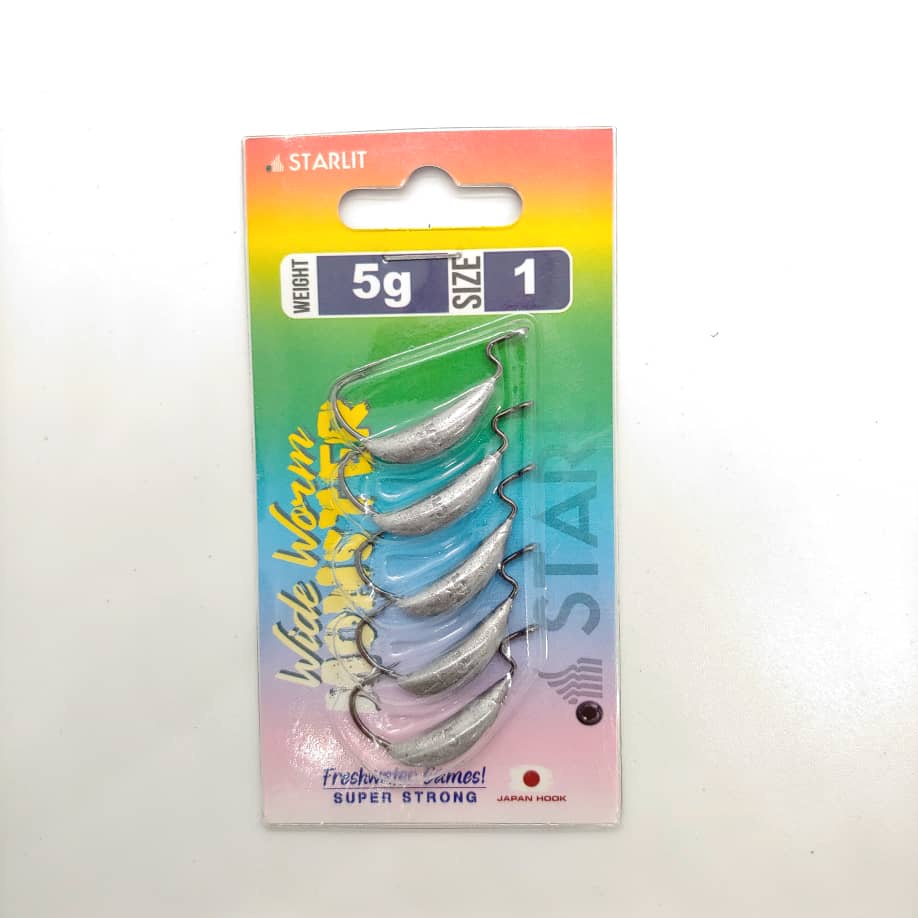 STARLIT
WEIGHT 5g SIZE 1
Wide Worm
STAR
Freshwater Games!
SUPER STRONG
JAPAN HOOK